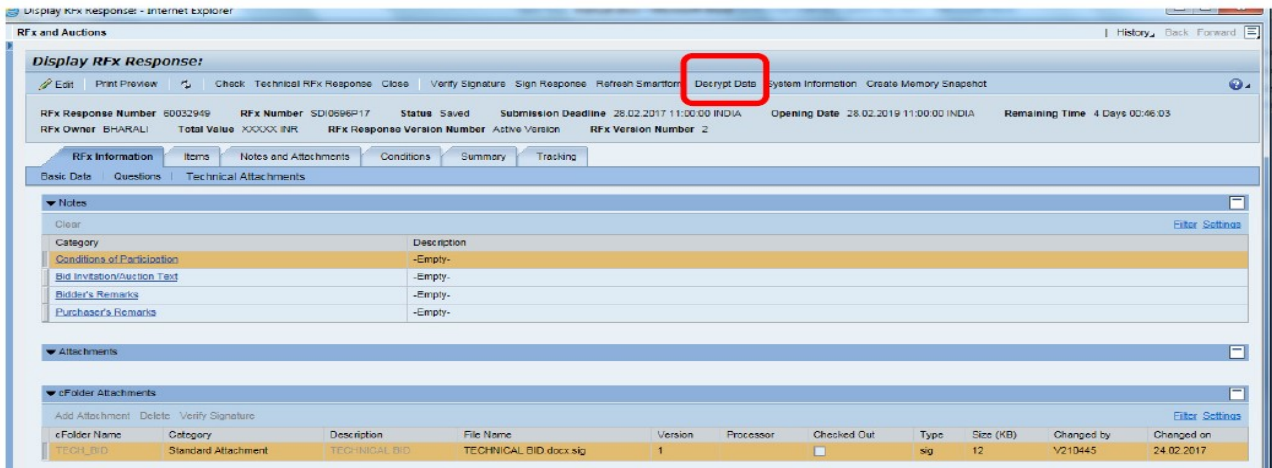 Display RFx Response: - Internet Explorer
RFx and Auctions | History Back Forward
Display RFx Response:
Edit | Print Preview | Check Technical RFx Response Close | Verify Signature Sign Response Refresh Smartform Decrypt Data System Information Create Memory Snapshot
RFx Response Number 60032949 RFx Number SDI0696P17 Status Saved Submission Deadline 28.02.2017 11:00:00 INDIA Opening Date 28.02.2019 11:00:00 INDIA Remaining Time 4 Days 00:46:03
RFx Owner BHARALI Total Value XXXXX INR RFx Response Version Number Active Version RFx Version Number 2
RFx Information Items Notes and Attachments Conditions Summary Tracking
Basic Data | Questions | Technical Attachments
Notes
Clear Filter Settings
Category Description
Conditions of Participation -Empty-
Bid Invitation/Auction Text -Empty-
Bidder's Remarks -Empty-
Purchaser's Remarks -Empty-
Attachments
cFolder Attachments
Add Attachment Delete Verify Signature Filter Settings
cFolder Name Category Description File Name Version Processor Checked Out Type Size (KB) Changed by Changed on
TECH_BID Standard Attachment TECHNICAL BID TECHNICAL BID.docx.sig 1 sig 12 V210445 24.02.2017